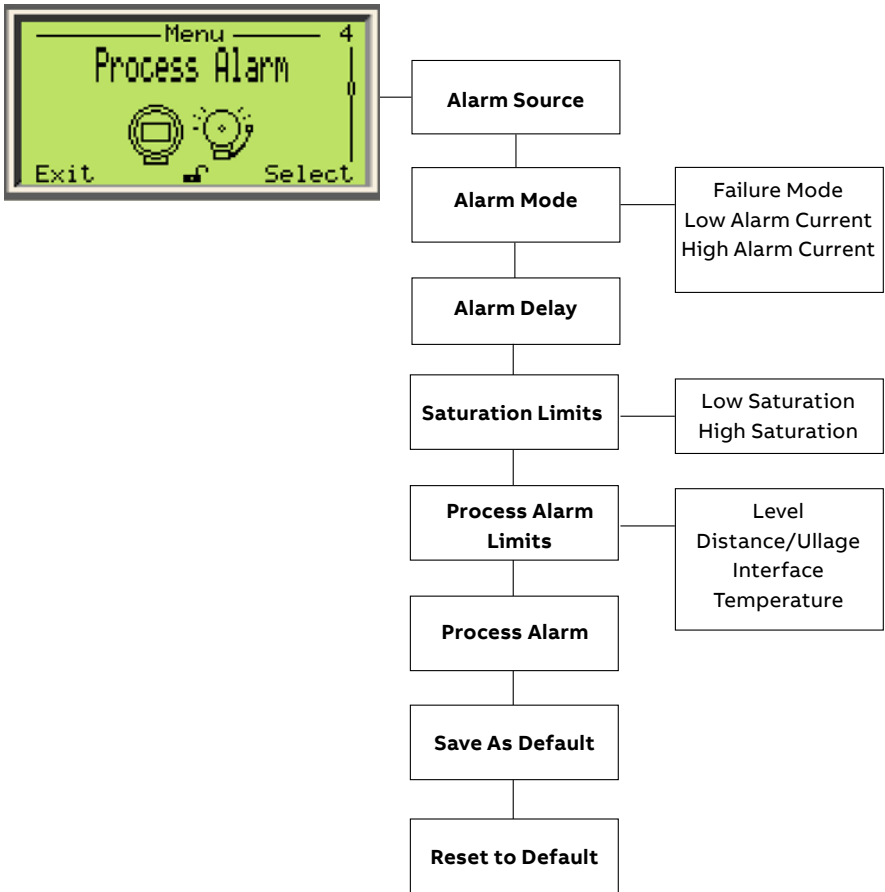 Menu 4
Process Alarm
Exit Select
Alarm Source
Alarm Mode
Failure Mode
Low Alarm Current
High Alarm Current
Alarm Delay
Saturation Limits
Low Saturation
High Saturation
Process Alarm
Limits
Level
Distance/Ullage
Interface
Temperature
Process Alarm
Save As Default
Reset to Default